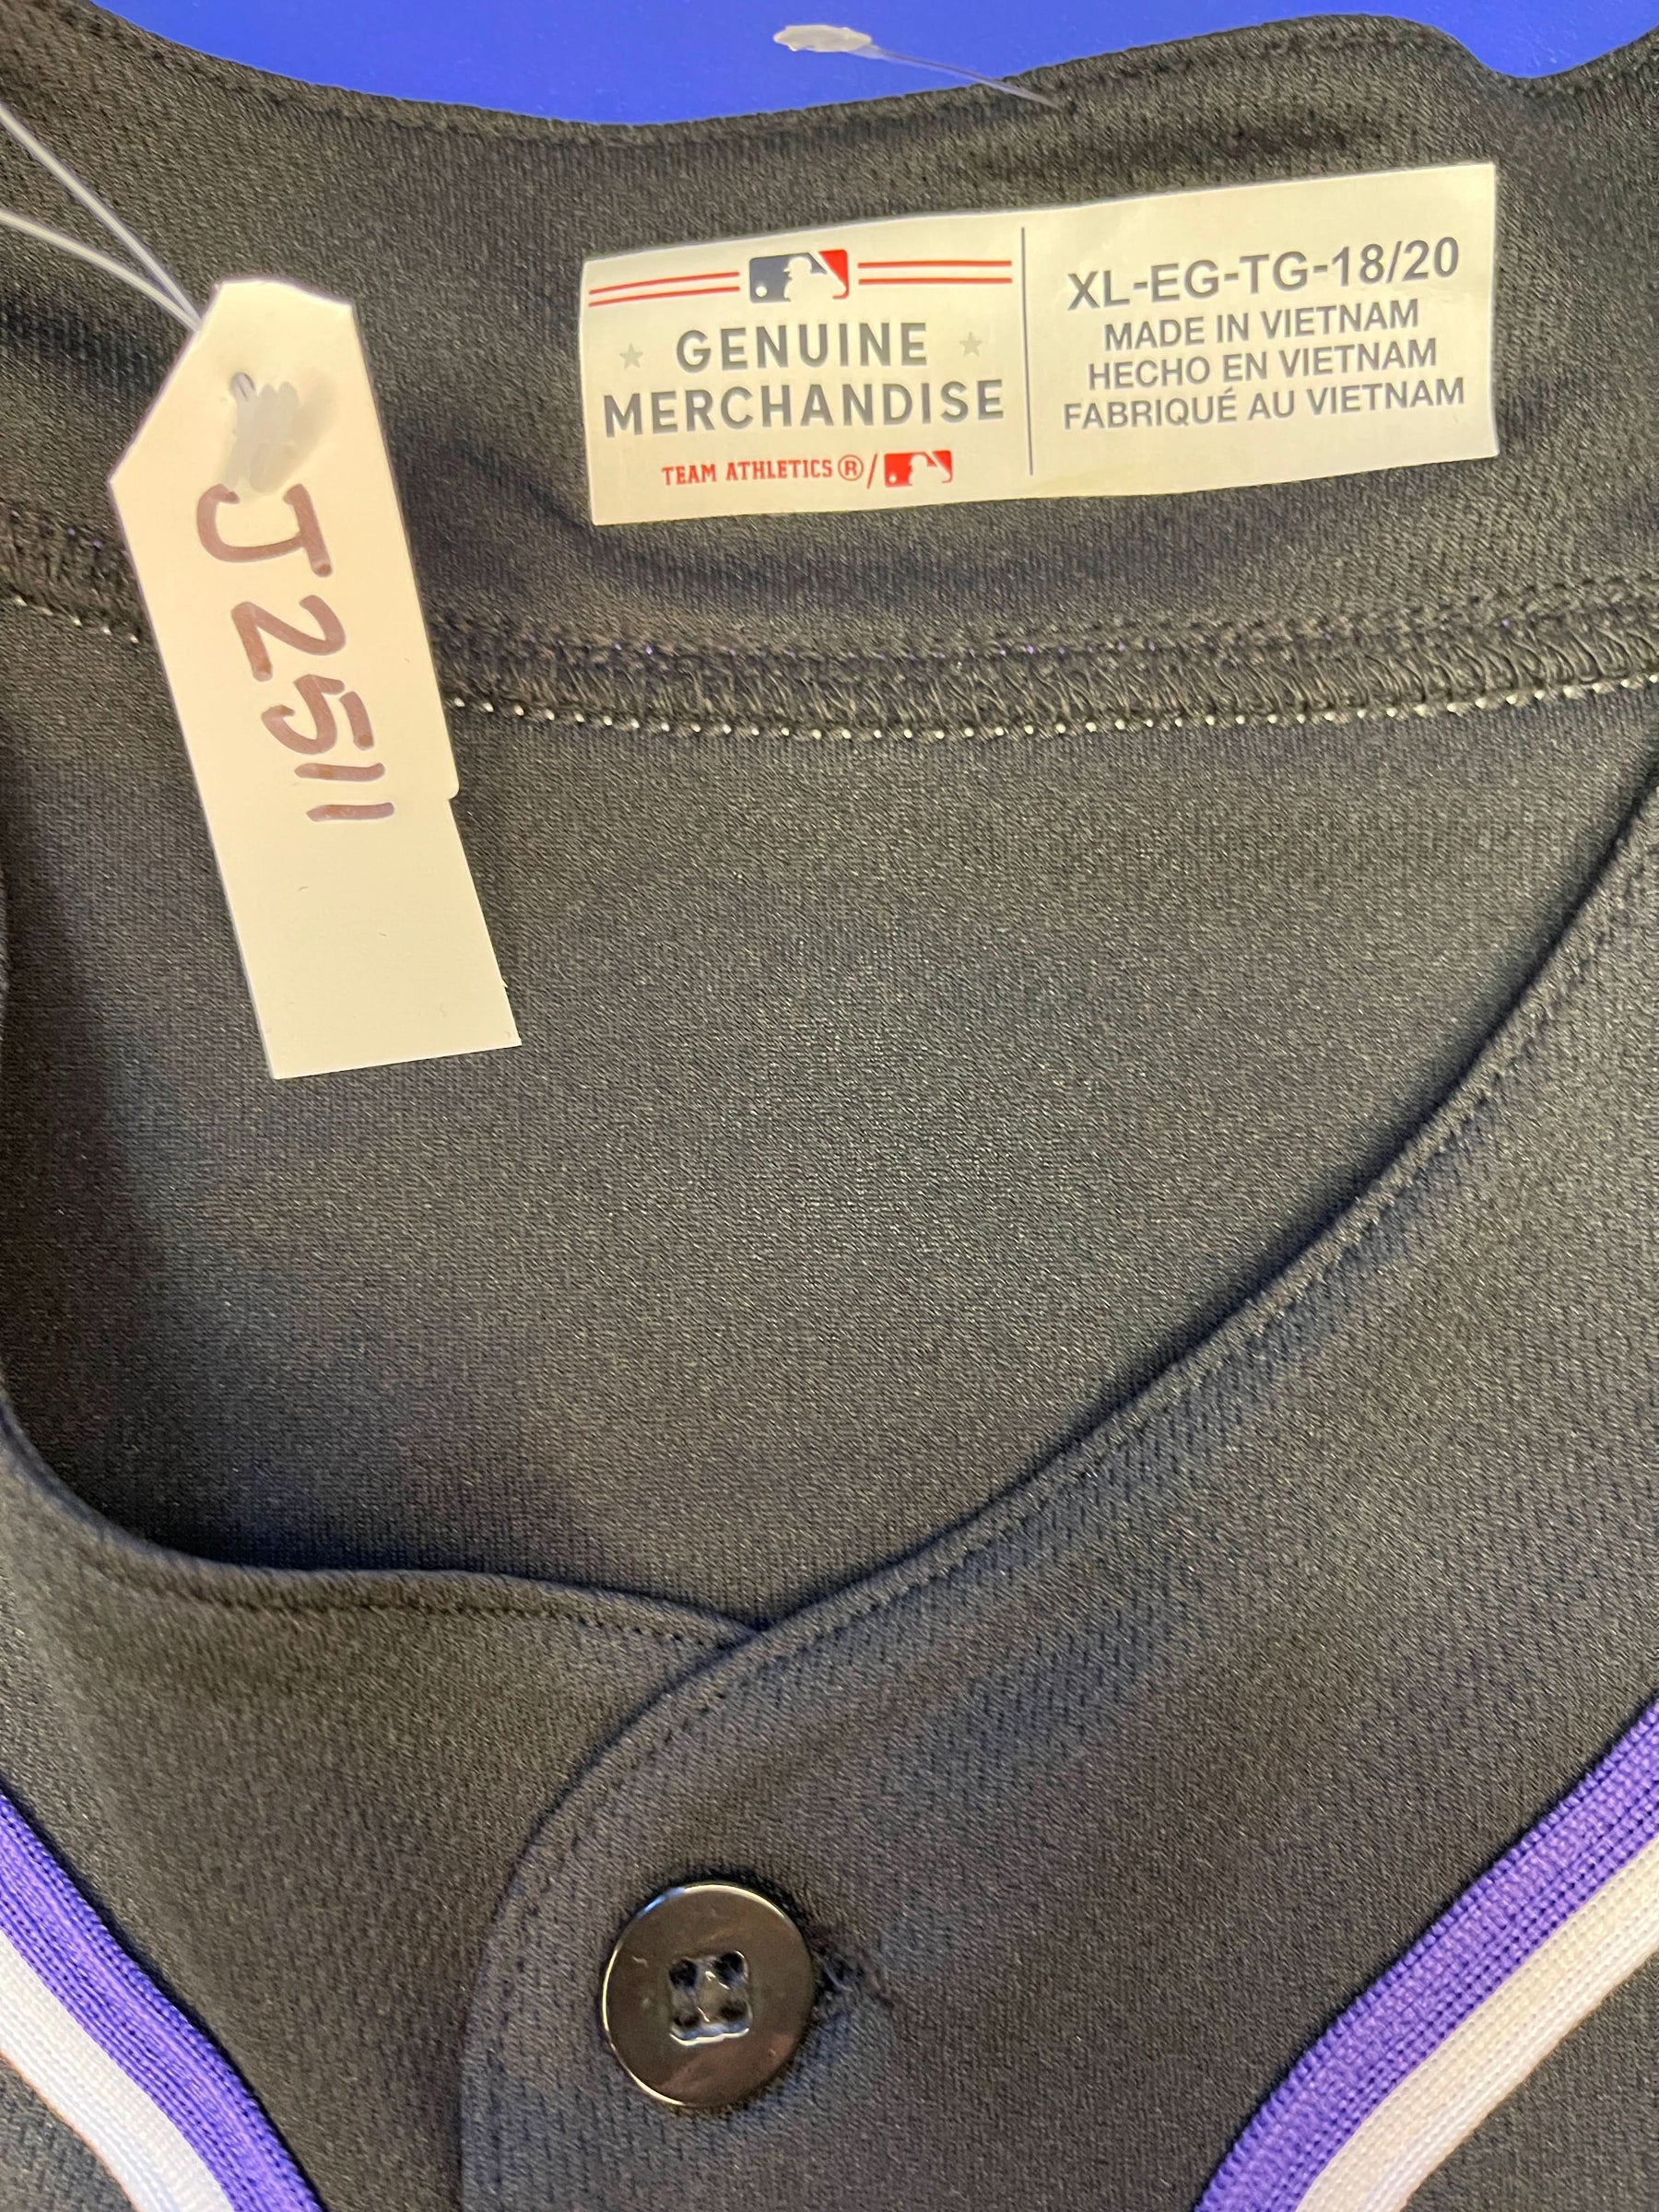 GENUINE
MERCHANDISE
TEAM ATHLETICS®/
XL-EG-TG-18/20
MADE IN VIETNAM
HECHO EN VIETNAM
FABRIQUÉ AU VIETNAM
J2511